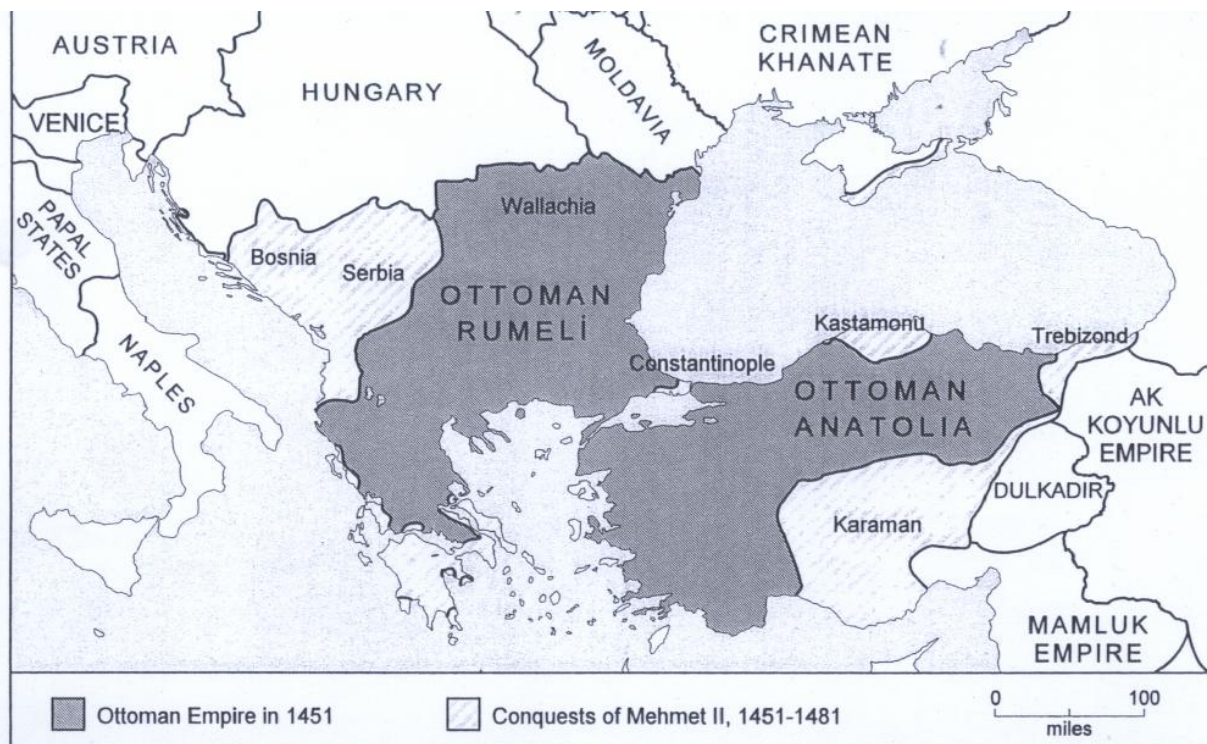 AUSTRIA
HUNGARY
MOLDAVIA
CRIMEAN
KHANATE
VENICE
PAPAL
STATES
NAPLES
Wallachia
Bosnia
Serbia
OTTOMAN
RUMELİ
Constantinople
Kastamonu
Trebizond
OTTOMAN
ANATOLIA
AK
KOYUNLU
EMPIRE
DULKADIR
Karaman
MAMLUK
EMPIRE
Ottoman Empire in 1451
Conquests of Mehmet II, 1451-1481
0 100
miles